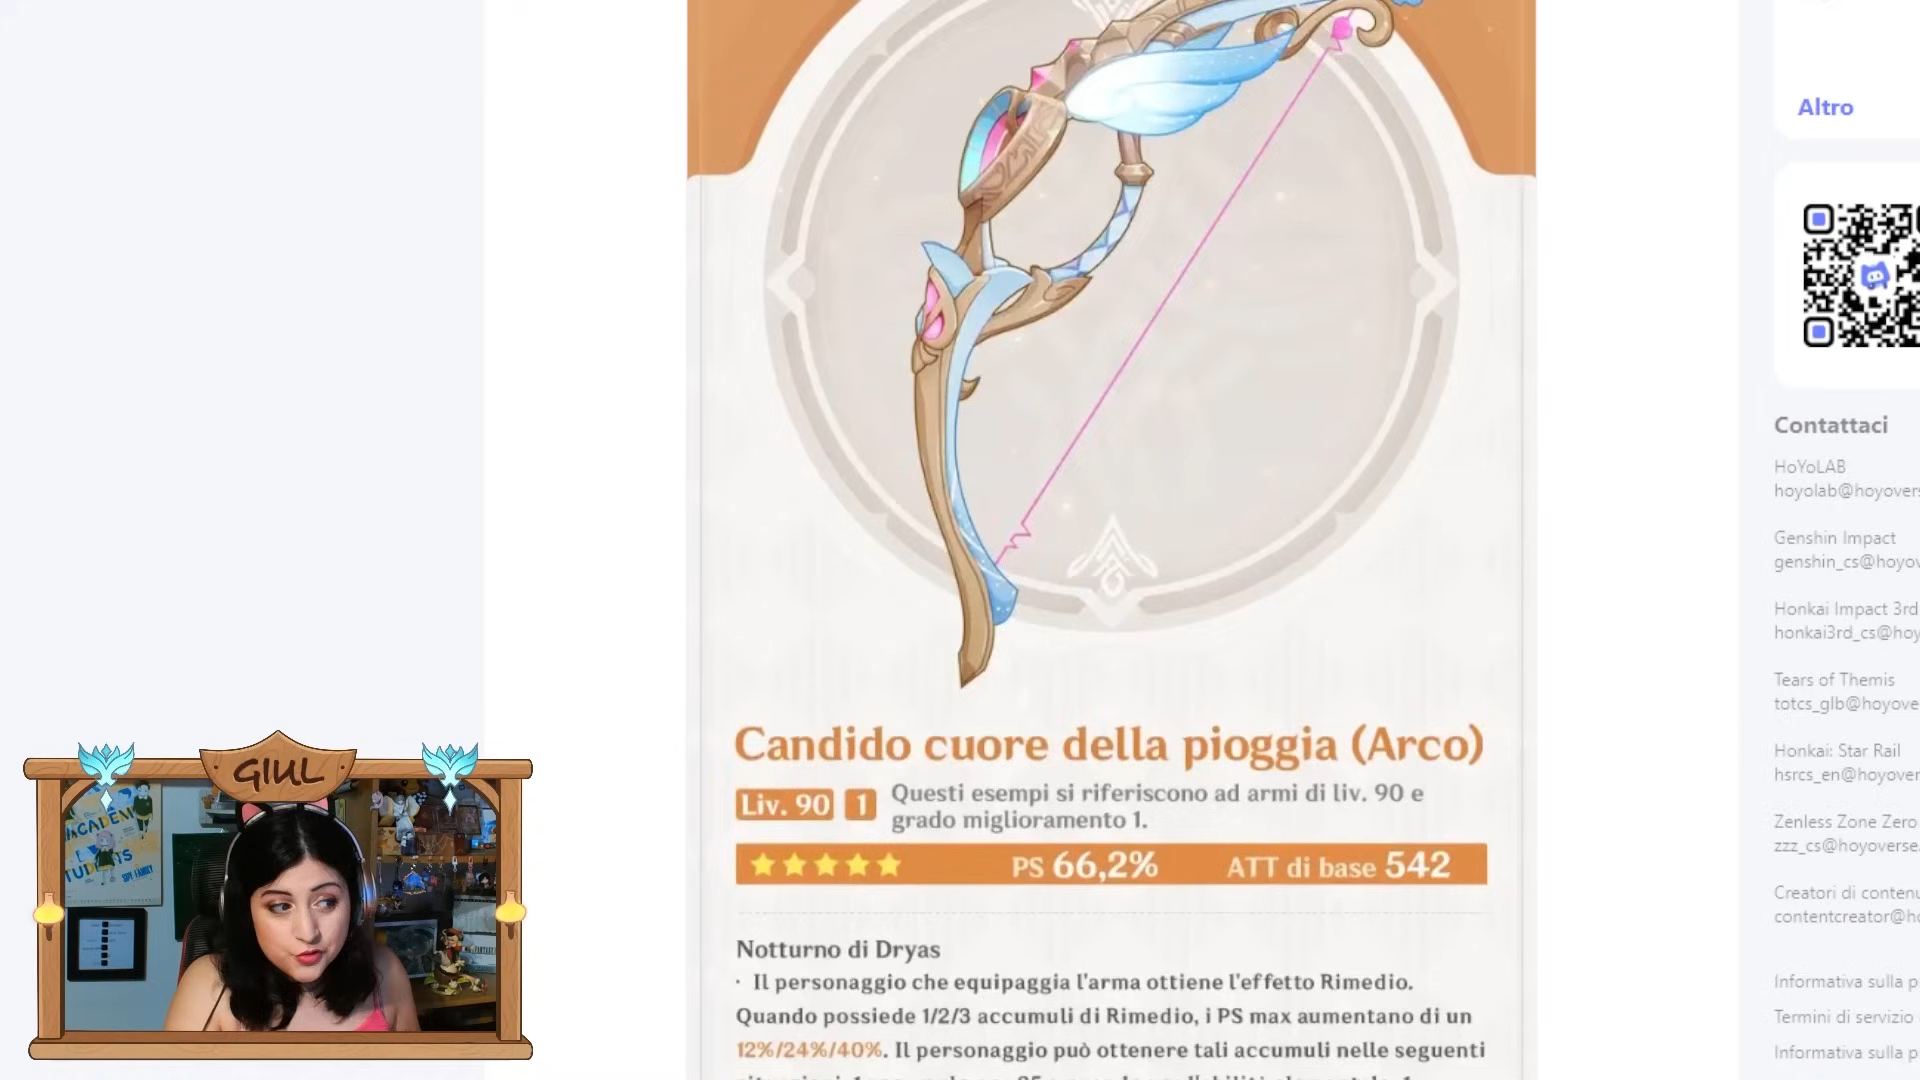 Altro
Contattaci
HoYoLAB
hoyolab@hoyovers
Genshin Impact
genshin_cs@hoyov
Honkai Impact 3rd
honkai3rd_cs@hoy
Tears of Themis
totcs_glb@hoyove
Honkai: Star Rail
hsrcs_en@hoyover
Zenless Zone Zero
zzz_cs@hoyoverse.
Creatori di contenu
contentcreator@ho
Informativa sulla p
Termini di servizio
Informativa sulla p
Candido cuore della pioggia (Arco)
Liv. 90 1 Questi esempi si riferiscono ad armi di liv. 90 e
grado miglioramento 1.
PS 66,2% ATT di base 542
Notturno di Dryas
· Il personaggio che equipaggia l'arma ottiene l'effetto Rimedio.
Quando possiede 1/2/3 accumuli di Rimedio, i PS max aumentano di un
12%/24%/40%. Il personaggio può ottenere tali accumuli nelle seguenti
GIUL
SPY FAMILY